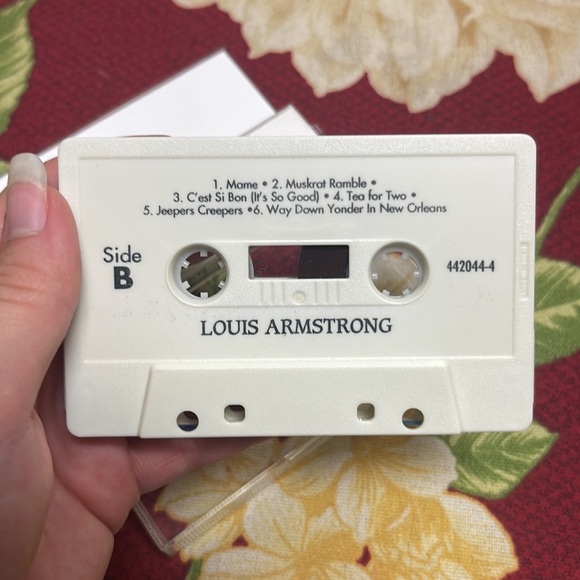 1. Mame • 2. Muskrat Ramble •
3. C'est Si Bon (It's So Good) • 4. Tea for Two •
5. Jeepers Creepers • 6. Way Down Yonder In New Orleans
Side
B
442044-4
LOUIS ARMSTRONG